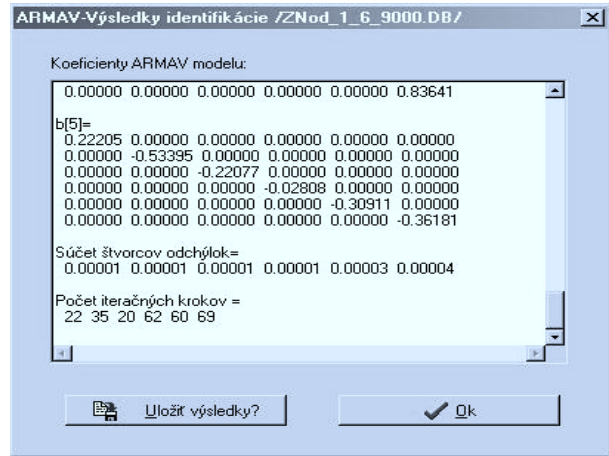 ARMAV-Výsledky identifikácie /ZNod_1_6_9000.DB/
Koeficienty ARMAV modelu:
0.00000 0.00000 0.00000 0.00000 0.00000 0.83641
b[5]=
0.22205 0.00000 0.00000 0.00000 0.00000 0.00000
0.00000 -0.53395 0.00000 0.00000 0.00000 0.00000
0.00000 0.00000 -0.22077 0.00000 0.00000 0.00000
0.00000 0.00000 0.00000 -0.02808 0.00000 0.00000
0.00000 0.00000 0.00000 0.00000 -0.30911 0.00000
0.00000 0.00000 0.00000 0.00000 0.00000 -0.36181
Súčet štvorcov odchýlok=
0.00001 0.00001 0.00001 0.00001 0.00003 0.00004
Počet iteračných krokov =
22 35 20 62 60 69
Uložiť výsledky?
Ok